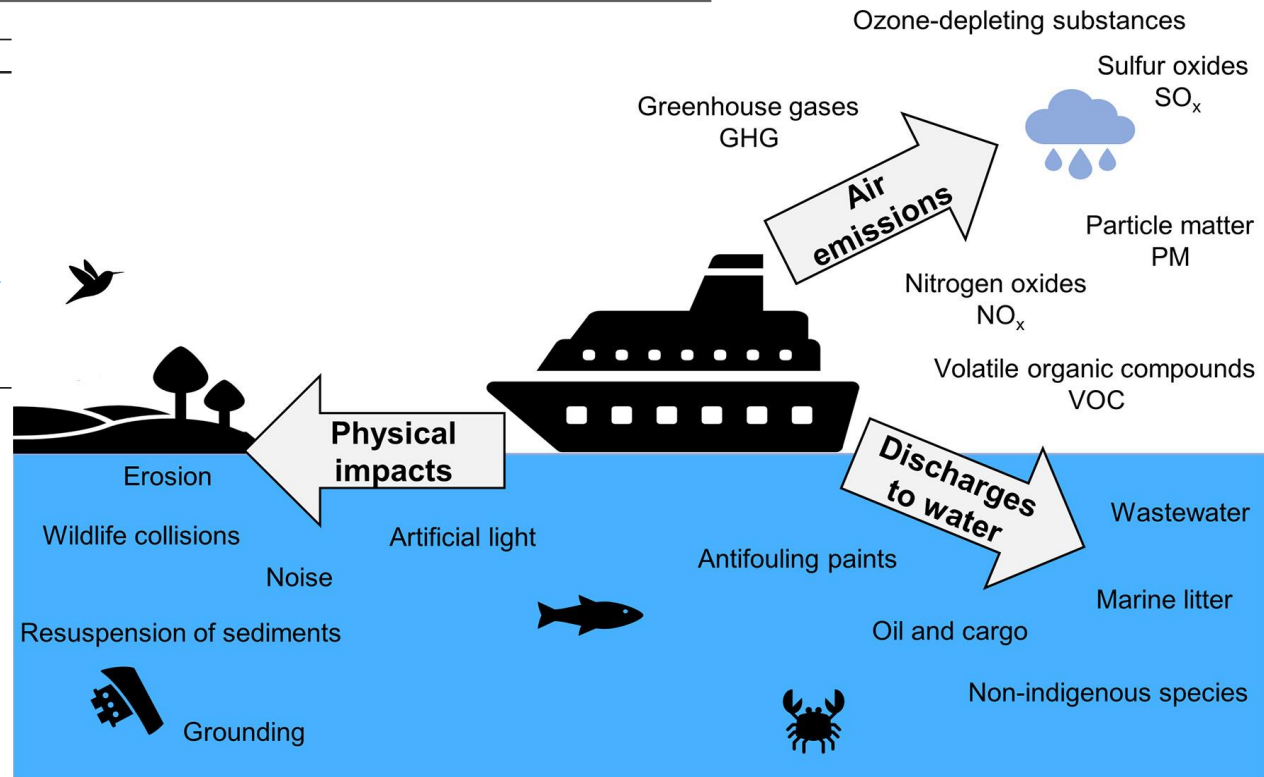 Ozone-depleting substances
Sulfur oxides
SOₓ
Greenhouse gases
GHG
Air
emissions
Particle matter
PM
Nitrogen oxides
NOₓ
Volatile organic compounds
VOC
Physical
impacts
Erosion
Wildlife collisions
Artificial light
Noise
Resuspension of sediments
Grounding
Discharges
to water
Wastewater
Antifouling paints
Marine litter
Oil and cargo
Non-indigenous species